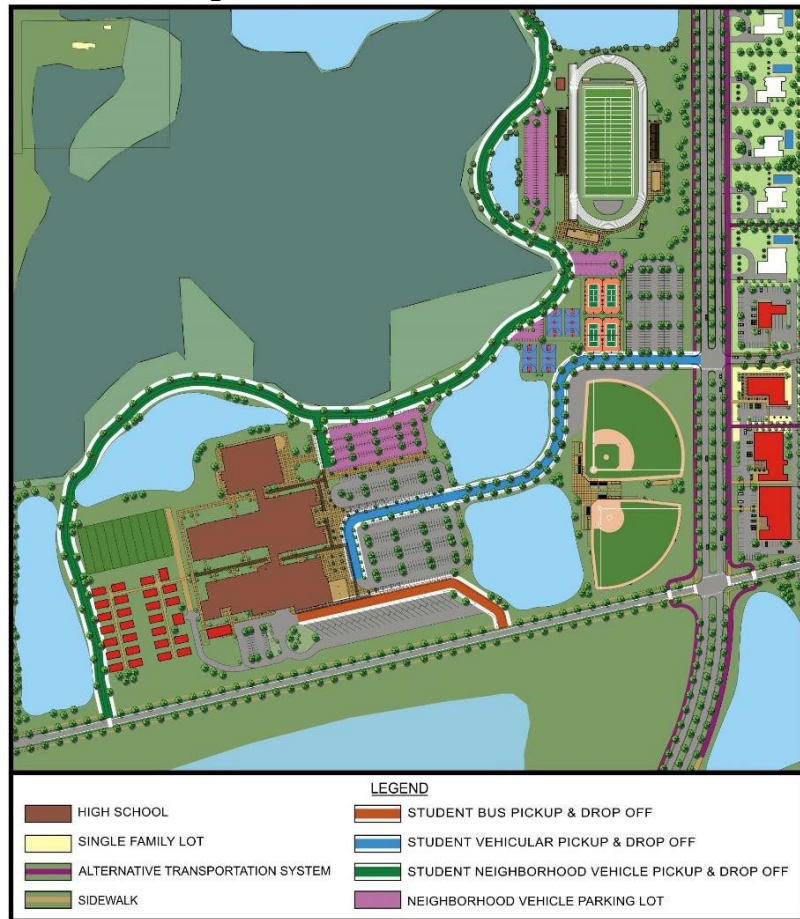 LEGEND
HIGH SCHOOL
SINGLE FAMILY LOT
ALTERNATIVE TRANSPORTATION SYSTEM
SIDEWALK
STUDENT BUS PICKUP & DROP OFF
STUDENT VEHICULAR PICKUP & DROP OFF
STUDENT NEIGHBORHOOD VEHICLE PICKUP & DROP OFF
NEIGHBORHOOD VEHICLE PARKING LOT